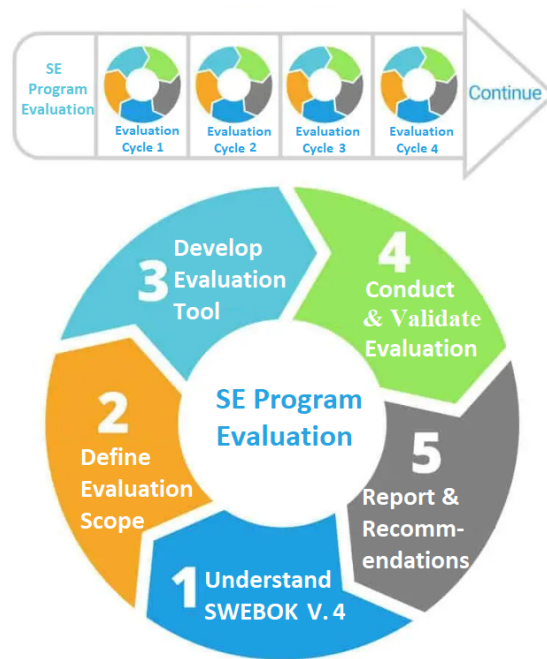 SE
Program
Evaluation
Evaluation
Cycle 1
Evaluation
Cycle 2
Evaluation
Cycle 3
Evaluation
Cycle 4
Continue
3
Develop
Evaluation
Tool
4
Conduct
& Validate
Evaluation
SE Program
Evaluation
2
Define
Evaluation
Scope
5
Report &
Recomm-
endations
1
Understand
SWEBOK V. 4